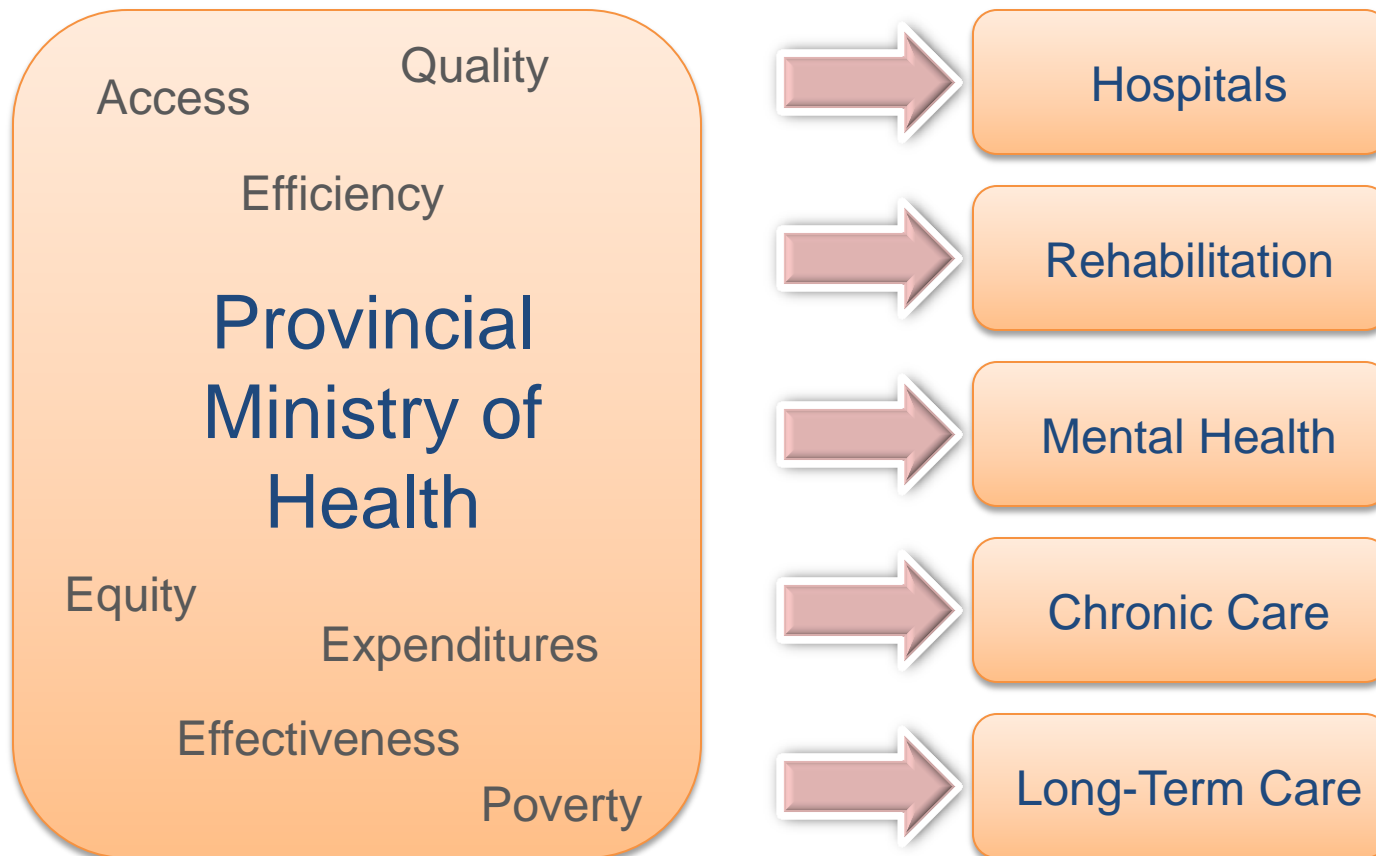 Quality
Access
Efficiency
Provincial
Ministry of
Health
Equity
Expenditures
Effectiveness
Poverty
Hospitals
Rehabilitation
Mental Health
Chronic Care
Long-Term Care